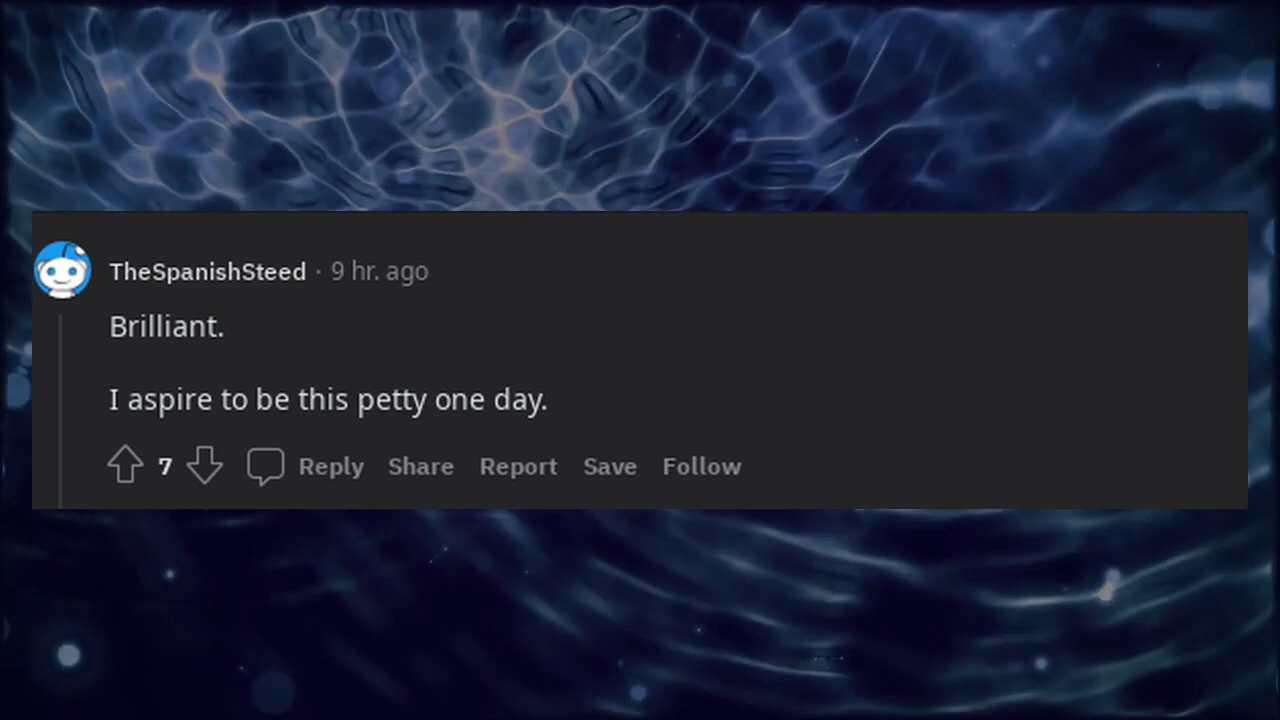 TheSpanishSteed · 9 hr. ago
Brilliant.
I aspire to be this petty one day.
7 Reply Share Report Save Follow